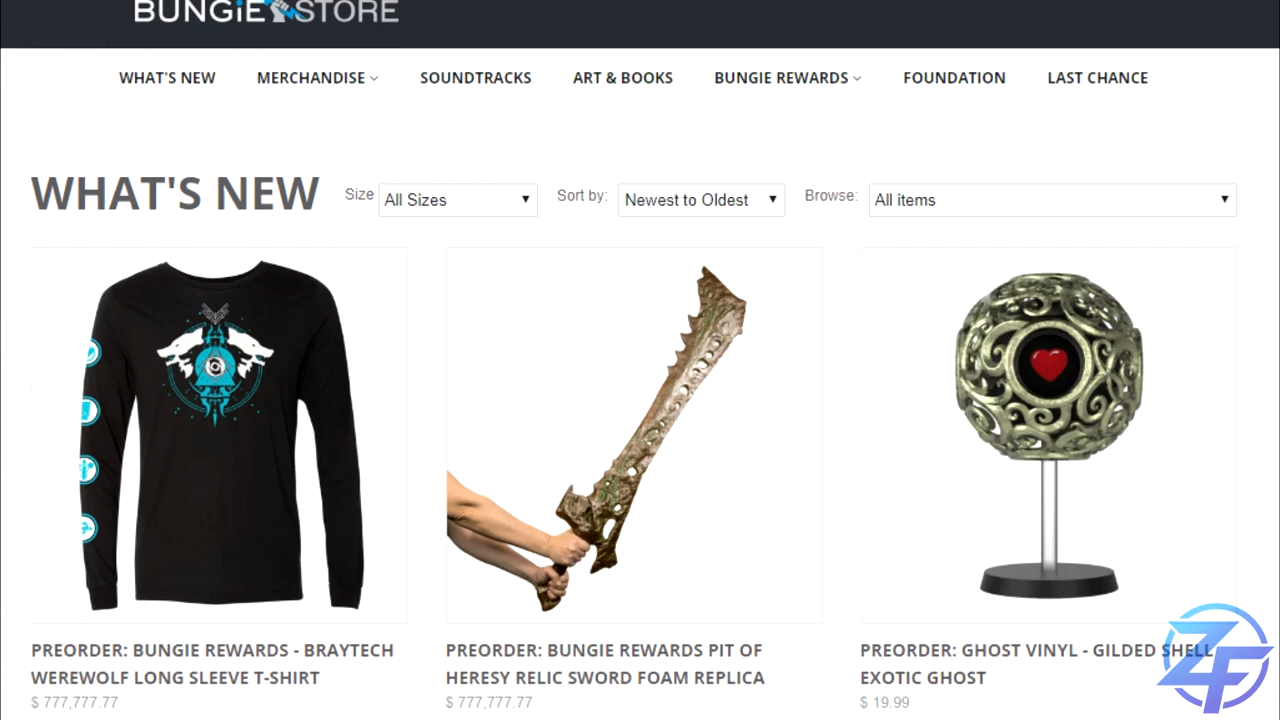 BUNGiE STORE
WHAT'S NEW MERCHANDISE SOUNDTRACKS ART & BOOKS BUNGIE REWARDS FOUNDATION LAST CHANCE
WHAT'S NEW Size All Sizes Sort by: Newest to Oldest Browse: All items
PREORDER: BUNGIE REWARDS - BRAYTECH
WEREWOLF LONG SLEEVE T-SHIRT
$ 777,777.77
PREORDER: BUNGIE REWARDS PIT OF
HERESY RELIC SWORD FOAM REPLICA
$ 777,777.77
PREORDER: GHOST VINYL - GILDED SHELL
EXOTIC GHOST
$ 19.99
ZF